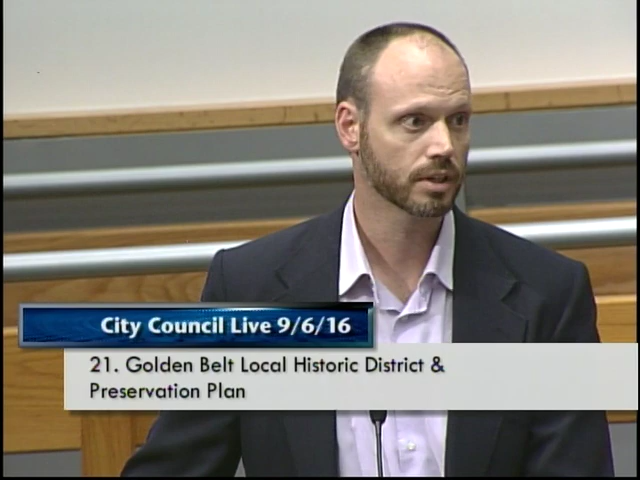 City Council Live 9/6/16
21. Golden Belt Local Historic District &
Preservation Plan